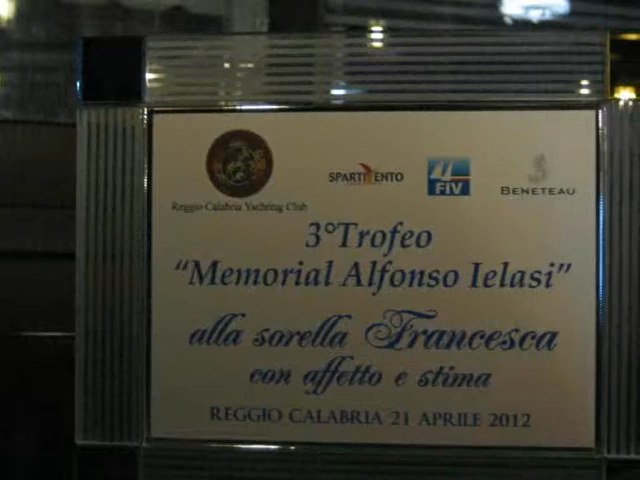 Reggio Calabria Yachting Club
SPARTIVENTO
FIV
BENETEAU
3°Trofeo
“Memorial Alfonso Ielasi”
alla sorella Francesca
con affetto e stima
REGGIO CALABRIA 21 APRILE 2012